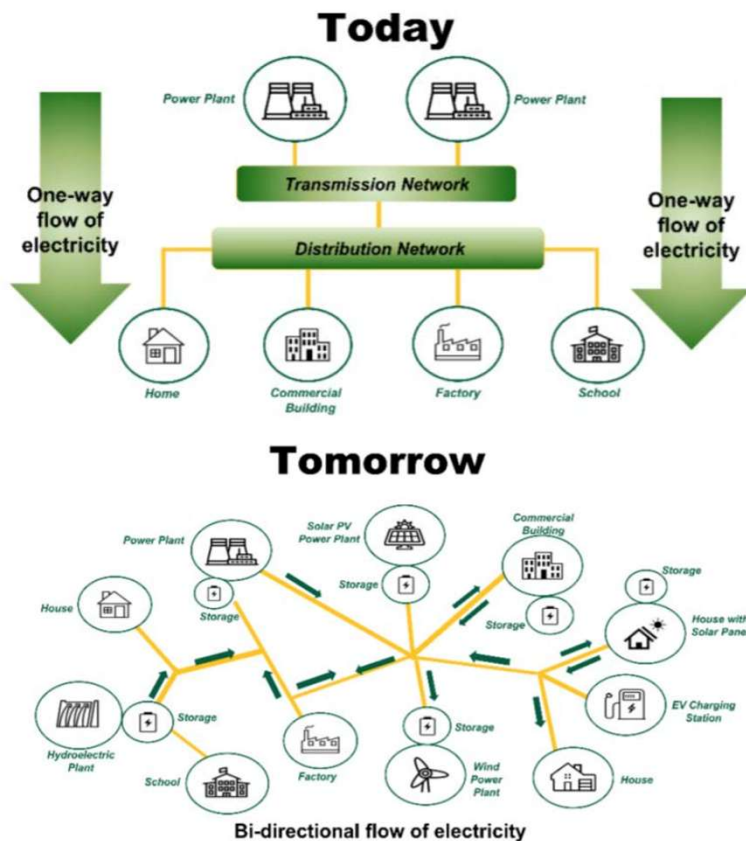 Today
Power Plant
Power Plant
One-way
flow of
electricity
Transmission Network
One-way
flow of
electricity
Distribution Network
Home
Commercial
Building
Factory
School
Tomorrow
Power Plant
Solar PV
Power Plant
Commercial
Building
Storage
Storage
House
Storage
Storage
House with
Solar Panel
Storage
Storage
EV Charging
Station
Hydroelectric
Plant
School
Factory
Wind
Power
Plant
House
Bi-directional flow of electricity